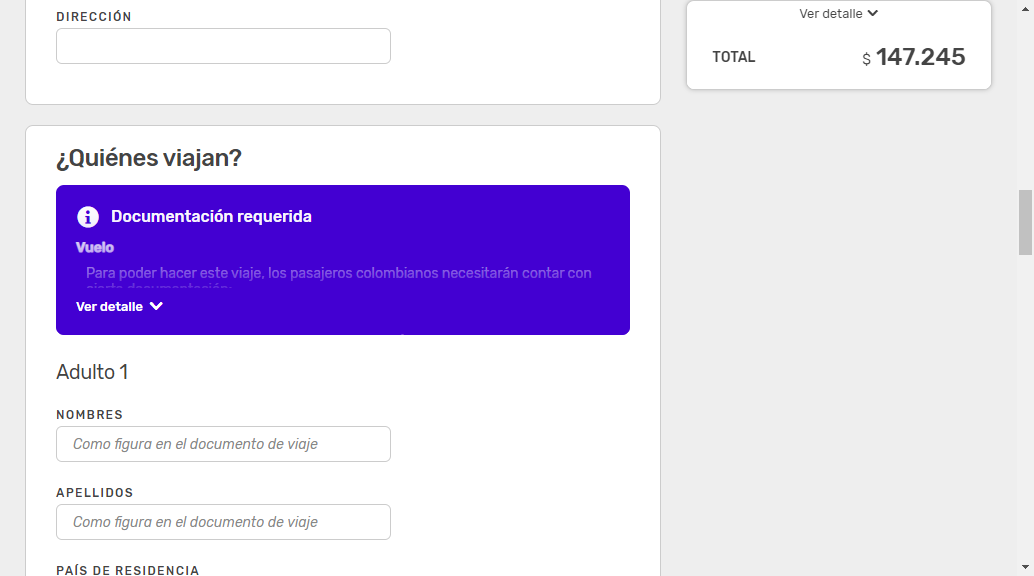 DIRECCIÓN
Ver detalle
TOTAL
$ 147.245
¿Quiénes viajan?
Documentación requerida
Vuelo
Para poder hacer este viaje, los pasajeros colombianos necesitarán contar con
cierta documentación:
Ver detalle
Adulto 1
NOMBRES
Como figura en el documento de viaje
APELLIDOS
Como figura en el documento de viaje
PAÍS DE RESIDENCIA